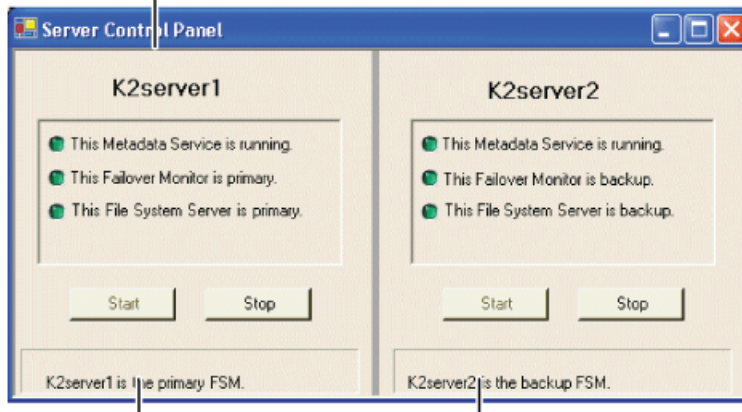 Server Control Panel
K2server1
This Metadata Service is running.
This Failover Monitor is primary.
This File System Server is primary.
Start
Stop
K2server1 is the primary FSM.
K2server2
This Metadata Service is running.
This Failover Monitor is backup.
This File System Server is backup.
Start
Stop
K2server2 is the backup FSM.